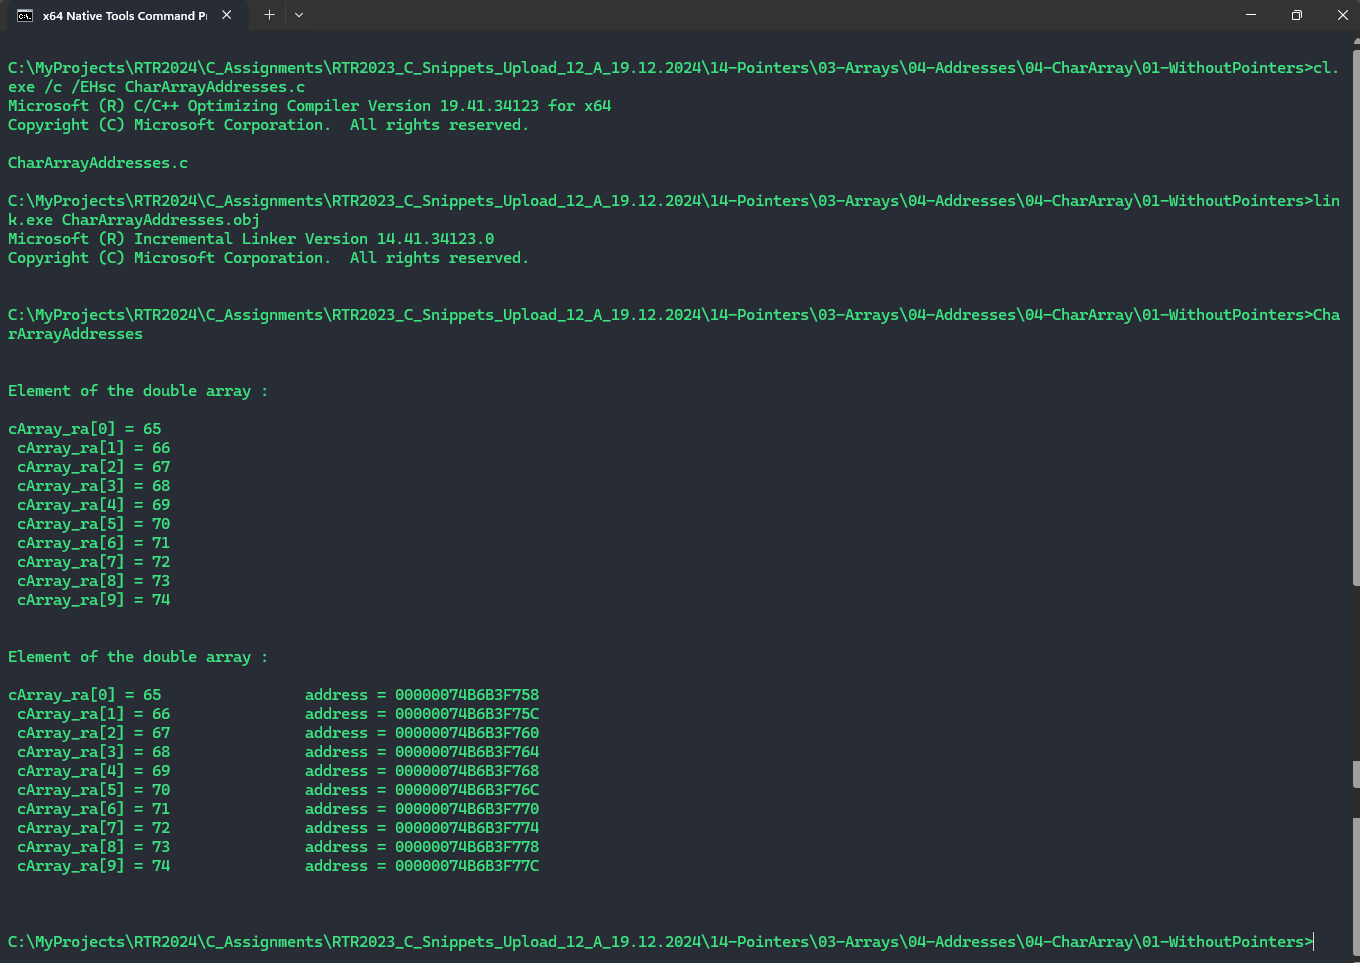 x64 Native Tools Command P
C:\MyProjects\RTR2024\C_Assignments\RTR2023_C_Snippets_Upload_12_A_19.12.2024\14-Pointers\03-Arrays\04-Addresses\04-CharArray\01-WithoutPointers>cl.
exe /c /EHsc CharArrayAddresses.c
Microsoft (R) C/C++ Optimizing Compiler Version 19.41.34123 for x64
Copyright (C) Microsoft Corporation.  All rights reserved.
CharArrayAddresses.c
C:\MyProjects\RTR2024\C_Assignments\RTR2023_C_Snippets_Upload_12_A_19.12.2024\14-Pointers\03-Arrays\04-Addresses\04-CharArray\01-WithoutPointers>lin
k.exe CharArrayAddresses.obj
Microsoft (R) Incremental Linker Version 14.41.34123.0
Copyright (C) Microsoft Corporation.  All rights reserved.
C:\MyProjects\RTR2024\C_Assignments\RTR2023_C_Snippets_Upload_12_A_19.12.2024\14-Pointers\03-Arrays\04-Addresses\04-CharArray\01-WithoutPointers>Cha
rArrayAddresses
Element of the double array :
cArray_ra[0] = 65
cArray_ra[1] = 66
cArray_ra[2] = 67
cArray_ra[3] = 68
cArray_ra[4] = 69
cArray_ra[5] = 70
cArray_ra[6] = 71
cArray_ra[7] = 72
cArray_ra[8] = 73
cArray_ra[9] = 74
Element of the double array :
cArray_ra[0] = 65 address = 00000074B6B3F758
cArray_ra[1] = 66 address = 00000074B6B3F75C
cArray_ra[2] = 67 address = 00000074B6B3F760
cArray_ra[3] = 68 address = 00000074B6B3F764
cArray_ra[4] = 69 address = 00000074B6B3F768
cArray_ra[5] = 70 address = 00000074B6B3F76C
cArray_ra[6] = 71 address = 00000074B6B3F770
cArray_ra[7] = 72 address = 00000074B6B3F774
cArray_ra[8] = 73 address = 00000074B6B3F778
cArray_ra[9] = 74 address = 00000074B6B3F77C
C:\MyProjects\RTR2024\C_Assignments\RTR2023_C_Snippets_Upload_12_A_19.12.2024\14-Pointers\03-Arrays\04-Addresses\04-CharArray\01-WithoutPointers>